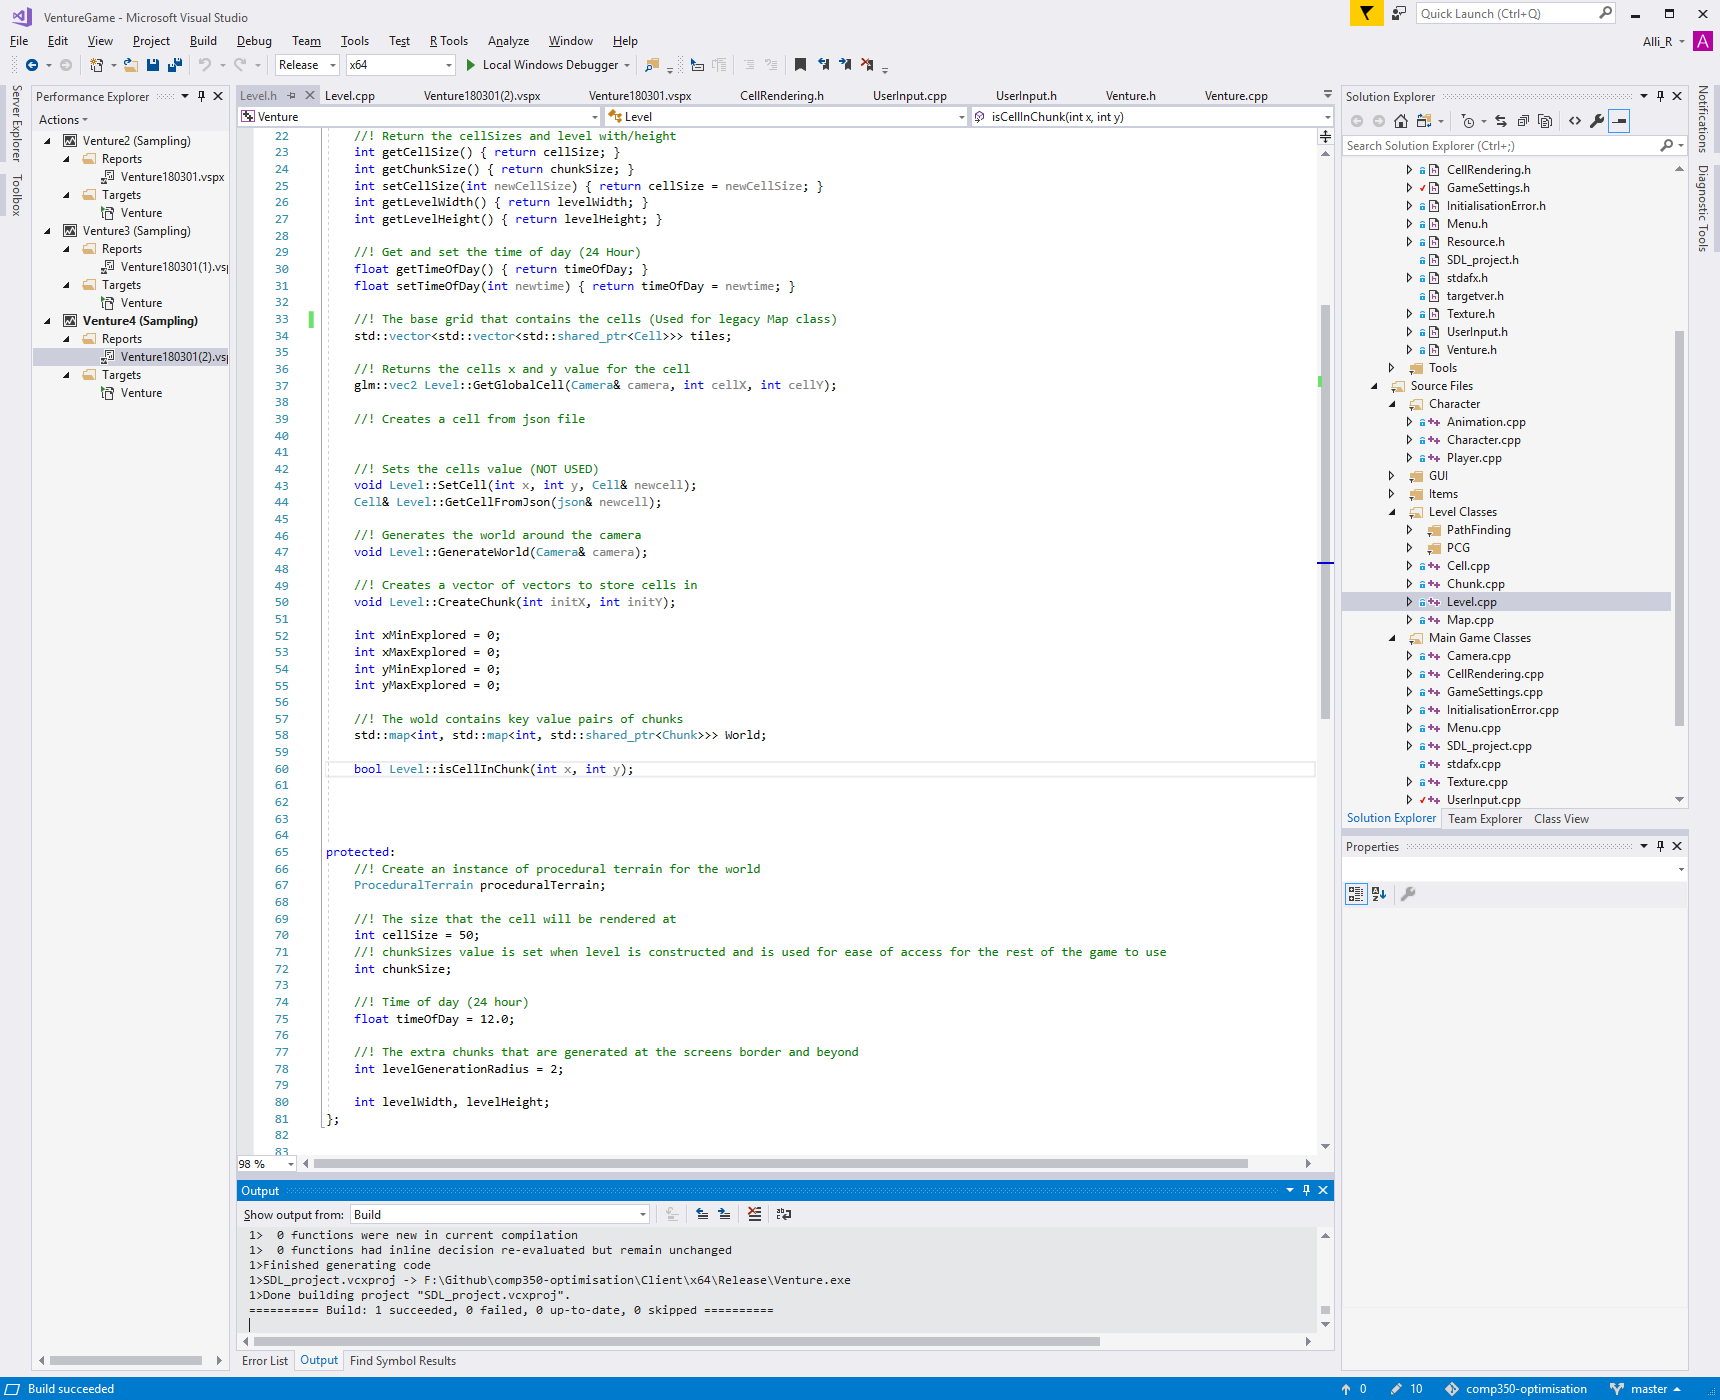 VentureGame - Microsoft Visual Studio
Quick Launch (Ctrl+Q)
File Edit View Project Build Debug Team Tools Test R Tools Analyze Window Help
Alli_R A
Release x64 Local Windows Debugger
Server Explorer
Toolbox
Performance Explorer
Actions
Venture2 (Sampling)
Reports
Venture180301.vspx
Targets
Venture
Venture3 (Sampling)
Reports
Venture180301(1).vsp
Targets
Venture
Venture4 (Sampling)
Reports
Venture180301(2).vsp
Targets
Venture
Level.h Level.cpp Venture180301(2).vspx Venture180301.vspx CellRendering.h UserInput.cpp UserInput.h Venture.h Venture.cpp
Venture Level isCellInChunk(int x, int y)
22 //! Return the cellSizes and level with/height
23 int getCellSize() { return cellSize; }
24 int getChunkSize() { return chunkSize; }
25 int setCellSize(int newCellSize) { return cellSize = newCellSize; }
26 int getLevelWidth() { return levelWidth; }
27 int getLevelHeight() { return levelHeight; }
28
29 //! Get and set the time of day (24 Hour)
30 float getTimeOfDay() { return timeOfDay; }
31 float setTimeOfDay(int newtime) { return timeOfDay = newtime; }
32
33 //! The base grid that contains the cells (Used for legacy Map class)
34 std::vector<std::vector<std::shared_ptr<Cell>>> tiles;
35
36 //! Returns the cells x and y value for the cell
37 glm::vec2 Level::GetGlobalCell(Camera& camera, int cellX, int cellY);
38
39 //! Creates a cell from json file
40
41
42 //! Sets the cells value (NOT USED)
43 void Level::SetCell(int x, int y, Cell& newcell);
44 Cell& Level::GetCellFromJson(json& newcell);
45
46 //! Generates the world around the camera
47 void Level::GenerateWorld(Camera& camera);
48
49 //! Creates a vector of vectors to store cells in
50 void Level::CreateChunk(int initX, int initY);
51
52 int xMinExplored = 0;
53 int xMaxExplored = 0;
54 int yMinExplored = 0;
55 int yMaxExplored = 0;
56
57 //! The wold contains key value pairs of chunks
58 std::map<int, std::map<int, std::shared_ptr<Chunk>>> World;
59
60 bool Level::isCellInChunk(int x, int y);
61
62
63
64
65 protected:
66 //! Create an instance of procedural terrain for the world
67 ProceduralTerrain proceduralTerrain;
68
69 //! The size that the cell will be rendered at
70 int cellSize = 50;
71 //! chunkSizes value is set when level is constructed and is used for ease of access for the rest of the game to use
72 int chunkSize;
73
74 //! Time of day (24 hour)
75 float timeOfDay = 12.0;
76
77 //! The extra chunks that are generated at the screens border and beyond
78 int levelGenerationRadius = 2;
79
80 int levelWidth, levelHeight;
81 };
82
83
98 %
Output
Show output from: Build
1>  0 functions were new in current compilation
1>  0 functions had inline decision re-evaluated but remain unchanged
1>Finished generating code
1>SDL_project.vcxproj -> F:\Github\comp350-optimisation\Client\x64\Release\Venture.exe
1>Done building project "SDL_project.vcxproj".
========== Build: 1 succeeded, 0 failed, 0 up-to-date, 0 skipped ==========
Error List Output Find Symbol Results
Solution Explorer
Search Solution Explorer (Ctrl+;)
CellRendering.h
GameSettings.h
InitialisationError.h
Menu.h
Resource.h
SDL_project.h
stdafx.h
targetver.h
Texture.h
UserInput.h
Venture.h
Tools
Source Files
Character
Animation.cpp
Character.cpp
Player.cpp
GUI
Items
Level Classes
PathFinding
PCG
Cell.cpp
Chunk.cpp
Level.cpp
Map.cpp
Main Game Classes
Camera.cpp
CellRendering.cpp
GameSettings.cpp
InitialisationError.cpp
Menu.cpp
SDL_project.cpp
stdafx.cpp
Texture.cpp
UserInput.cpp
Solution Explorer Team Explorer Class View
Properties
Notifications
Diagnostic Tools
Build succeeded
0 10 comp350-optimisation master